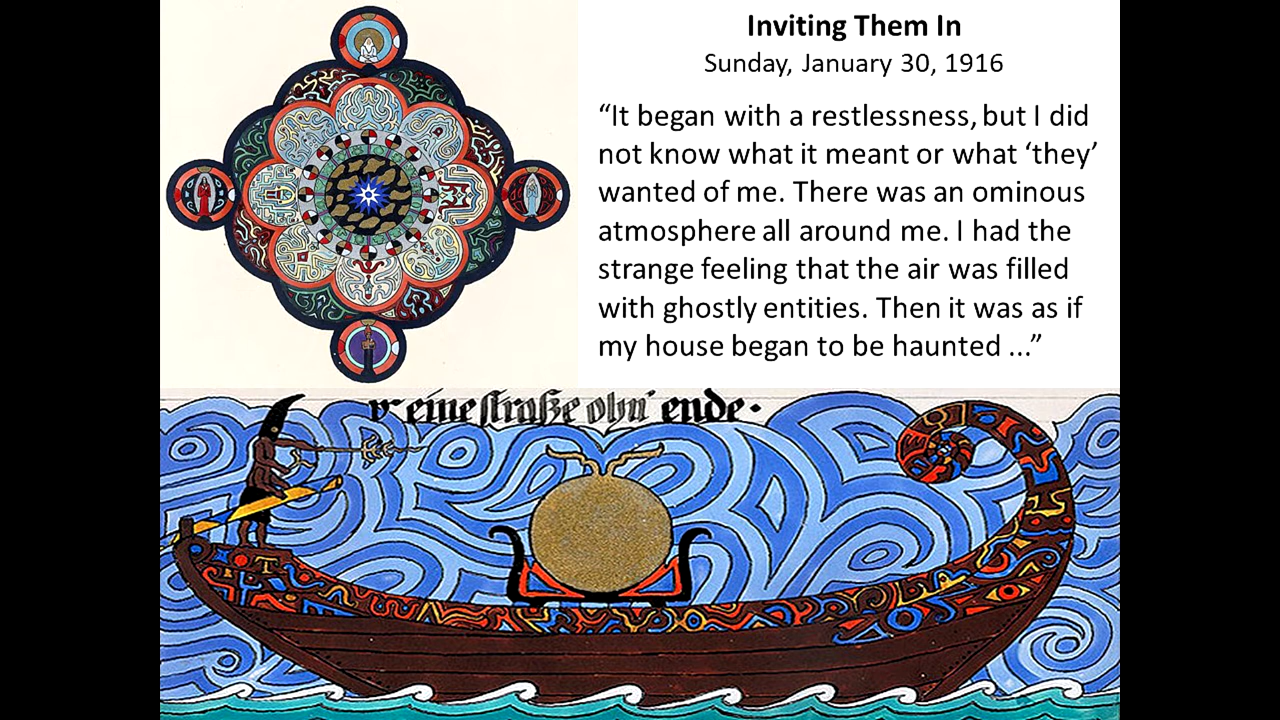 Inviting Them In
Sunday, January 30, 1916
“It began with a restlessness, but I did
not know what it meant or what ‘they’
wanted of me. There was an ominous
atmosphere all around me. I had the
strange feeling that the air was filled
with ghostly entities. Then it was as if
my house began to be haunted ...”
eine ſtraße ohn' ende.